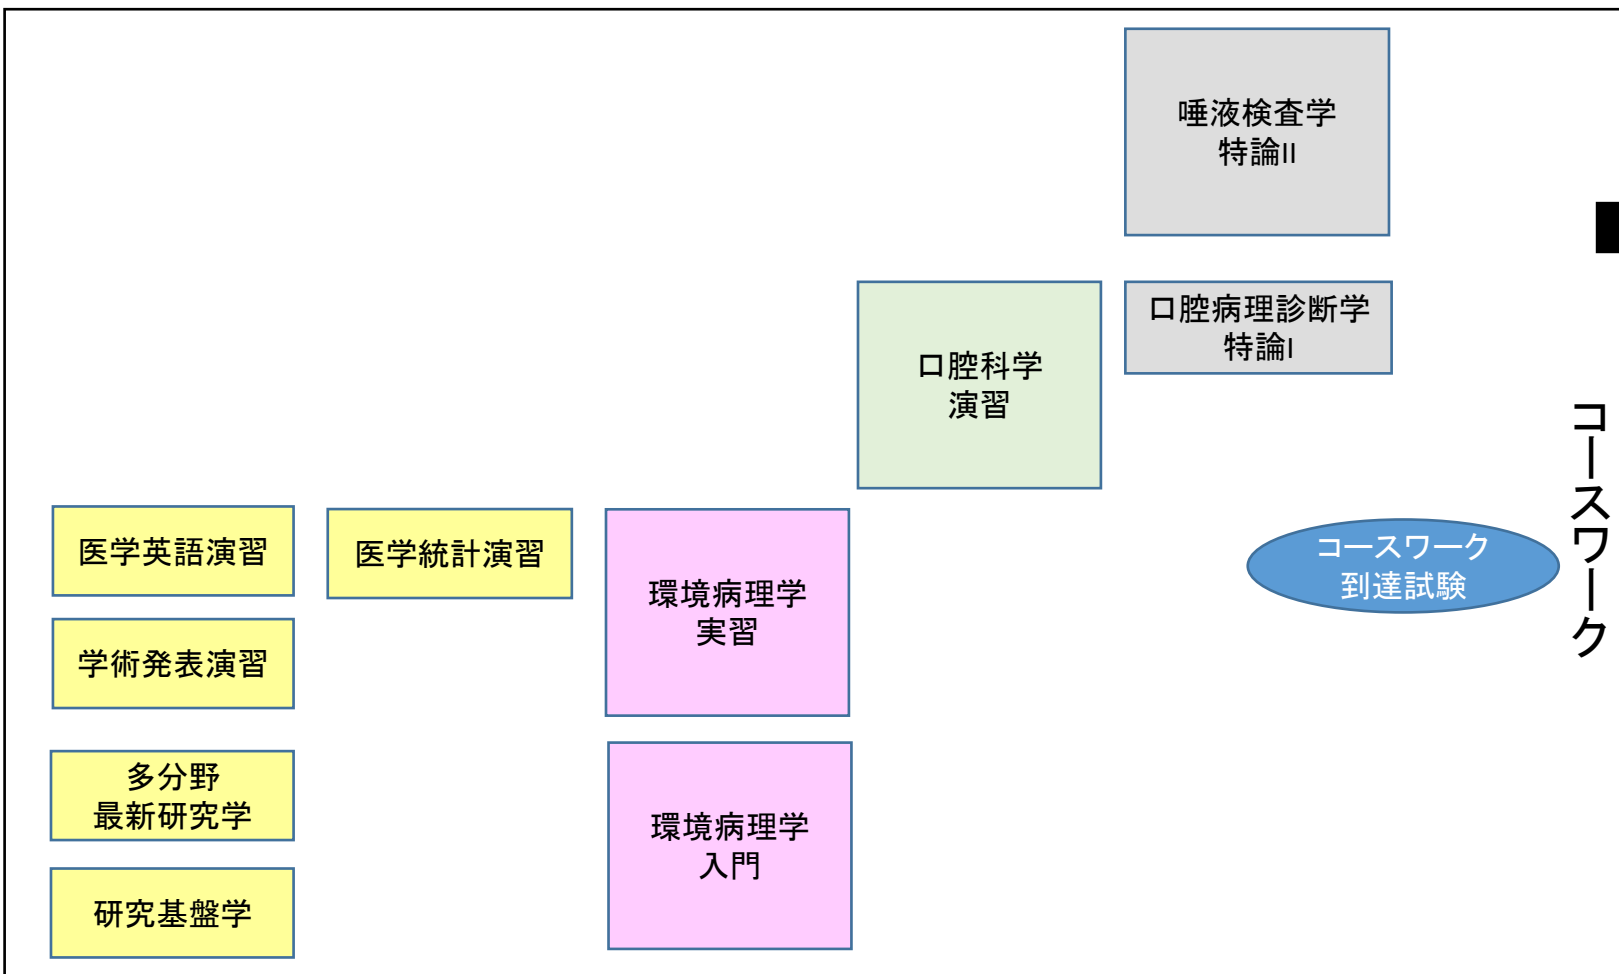 唾液検査学
特論II
口腔病理診断学
特論I
口腔科学
演習
コースワーク
医学英語演習
医学統計演習
環境病理学
実習
コースワーク
到達試験
学術発表演習
多分野
最新研究学
環境病理学
入門
研究基盤学